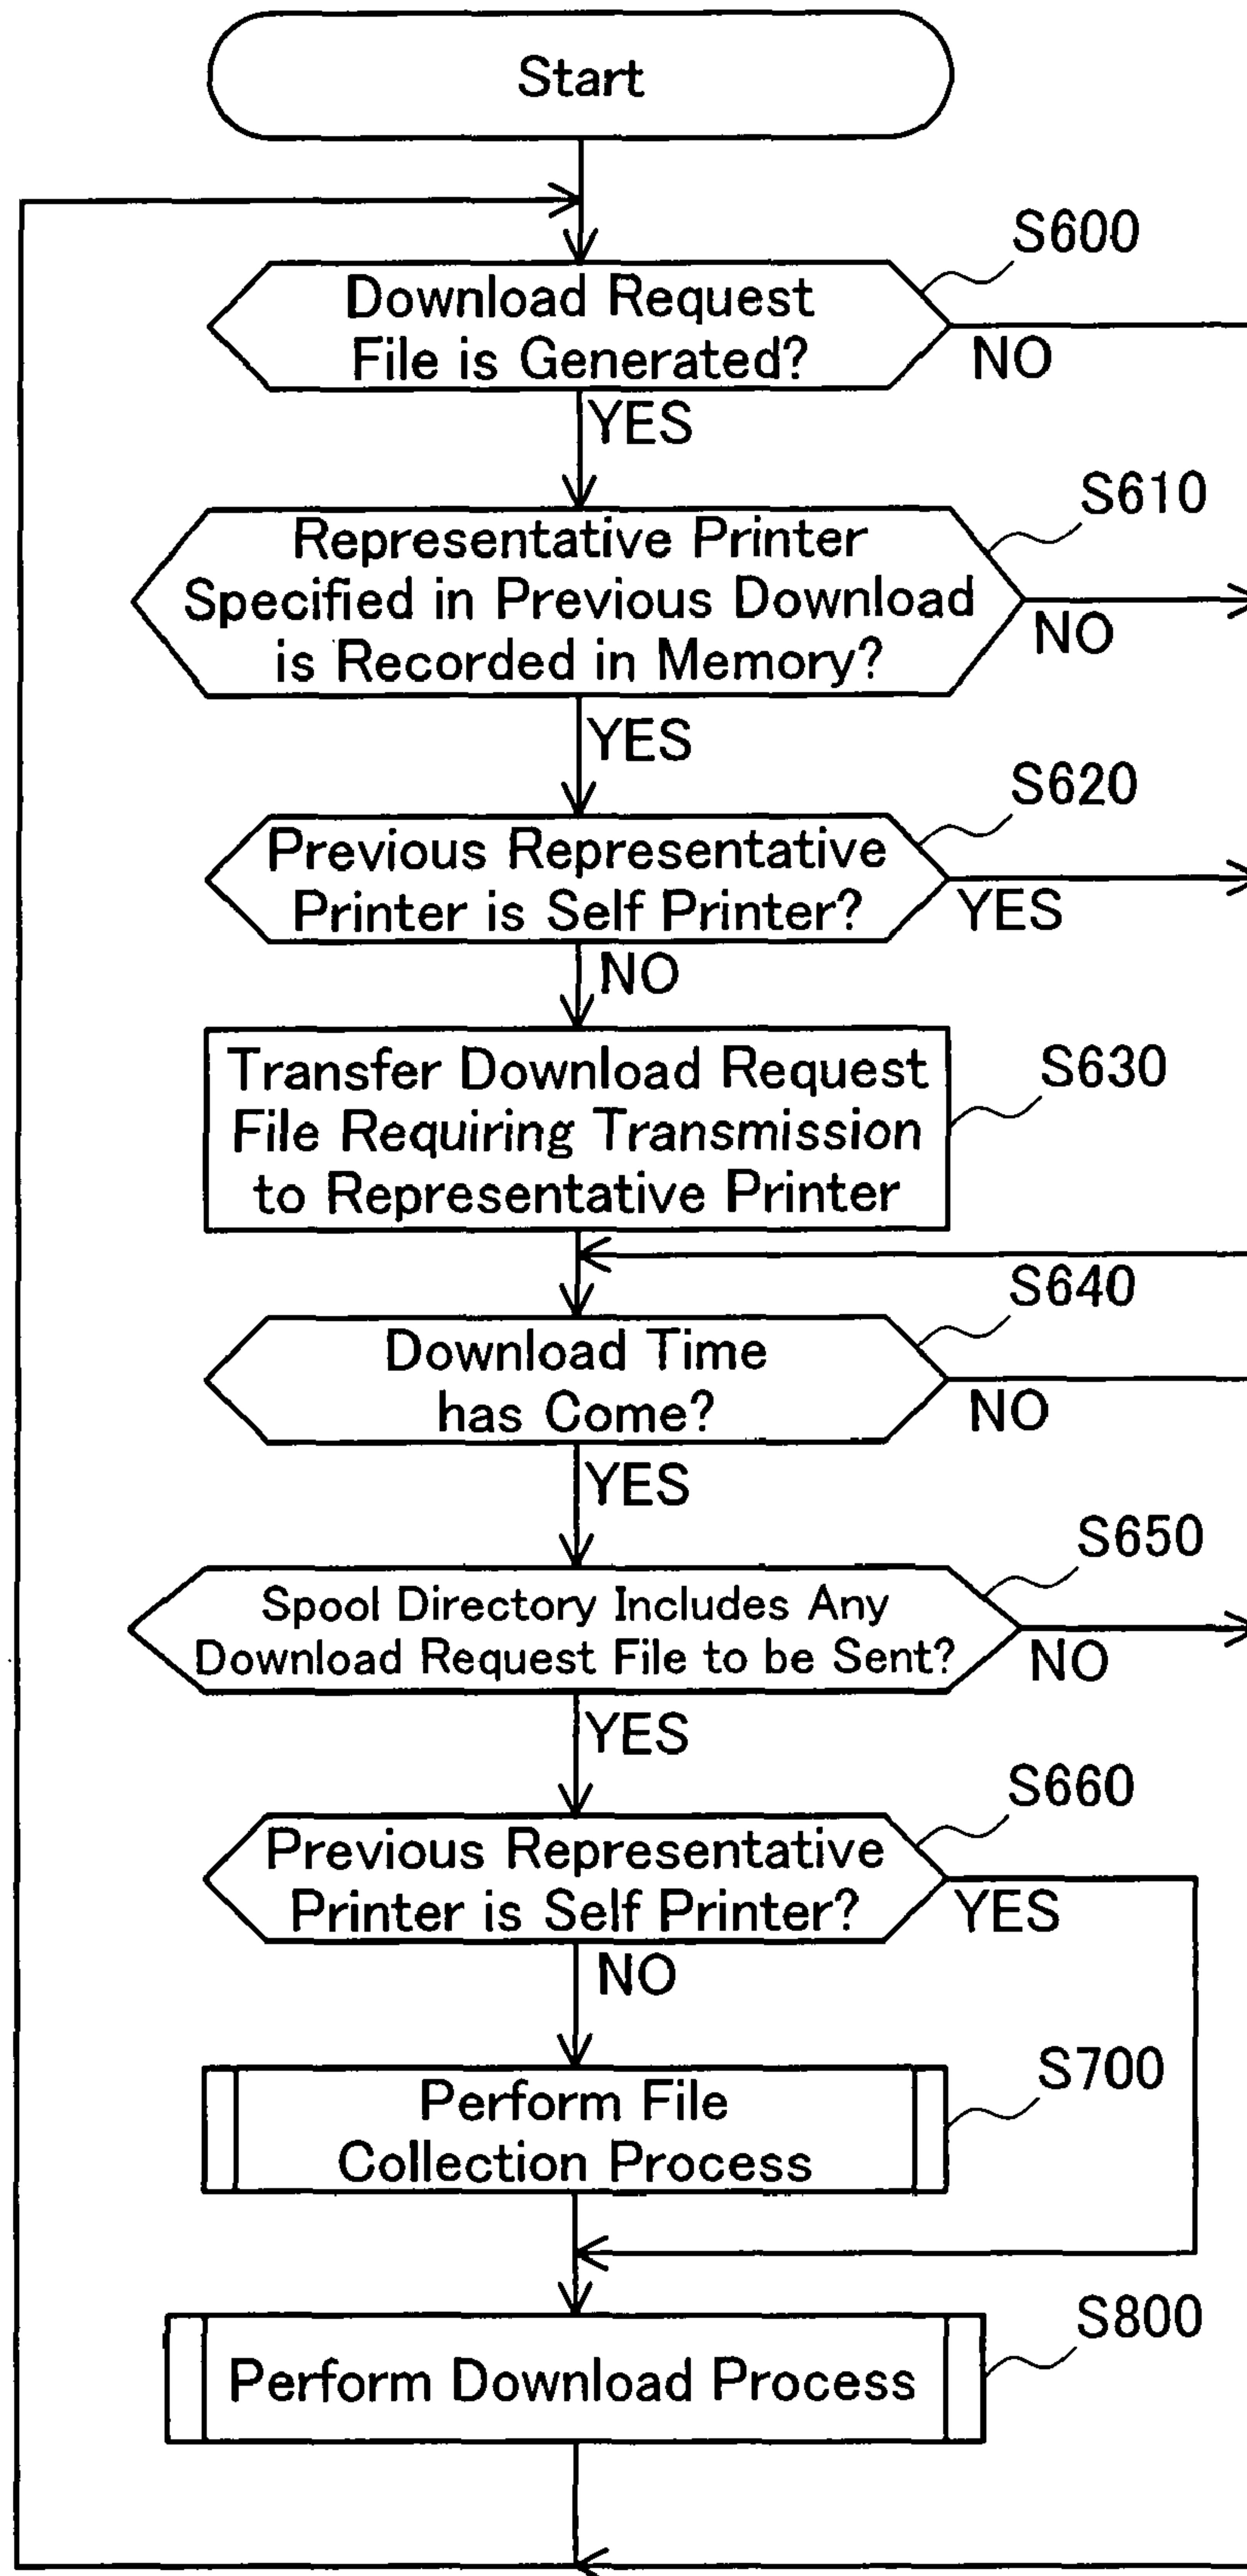 Start
S600
Download Request
File is Generated?
NO
YES
S610
Representative Printer
Specified in Previous Download
is Recorded in Memory?
NO
YES
S620
Previous Representative
Printer is Self Printer?
YES
NO
S630
Transfer Download Request
File Requiring Transmission
to Representative Printer
S640
Download Time
has Come?
NO
YES
S650
Spool Directory Includes Any
Download Request File to be Sent?
NO
YES
S660
Previous Representative
Printer is Self Printer?
YES
NO
S700
Perform File
Collection Process
S800
Perform Download Process